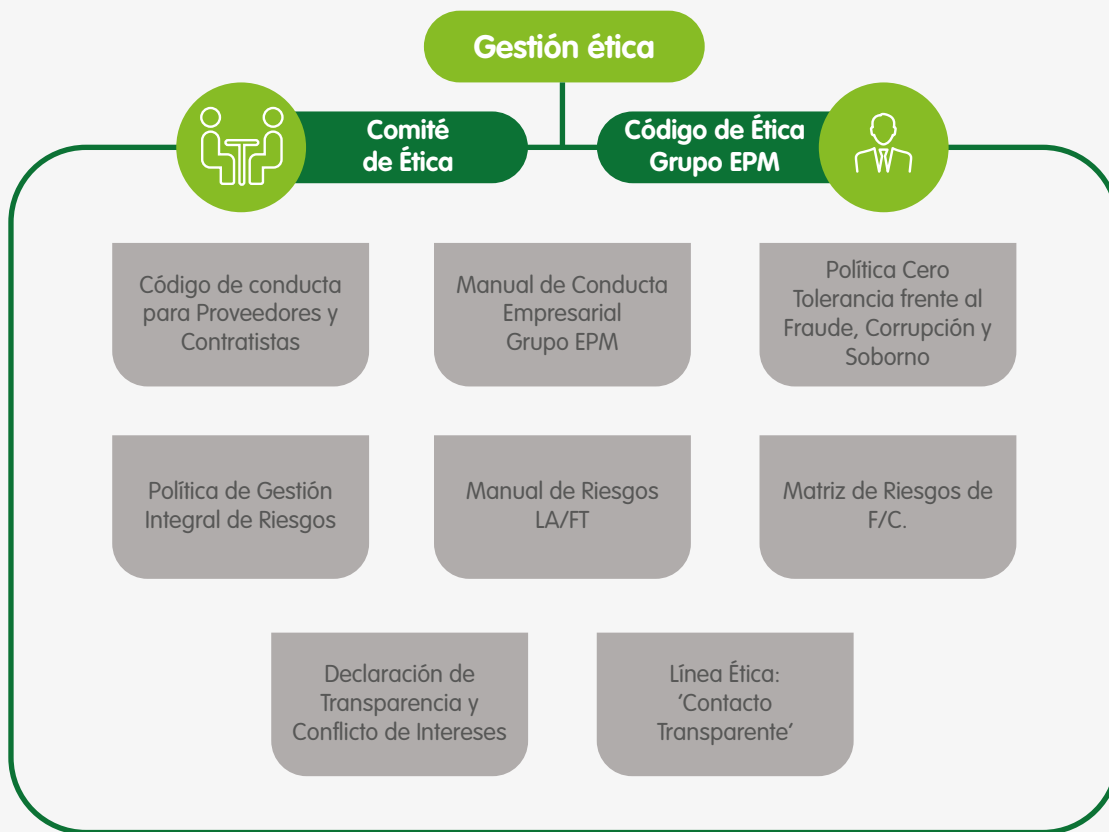 Gestión ética
Comité
de Ética
Código de Ética
Grupo EPM
Código de conducta
para Proveedores y
Contratistas
Manual de Conducta
Empresarial
Grupo EPM
Política Cero
Tolerancia frente al
Fraude, Corrupción y
Soborno
Política de Gestión
Integral de Riesgos
Manual de Riesgos
LA/FT
Matriz de Riesgos de
F/C.
Declaración de
Transparencia y
Conflicto de Intereses
Línea Ética:
‘Contacto
Transparente’